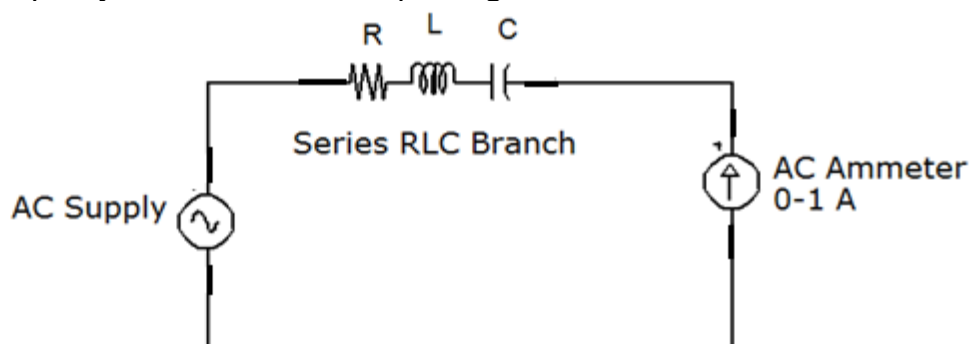 R L C
Series RLC Branch
AC Supply
AC Ammeter
0-1 A